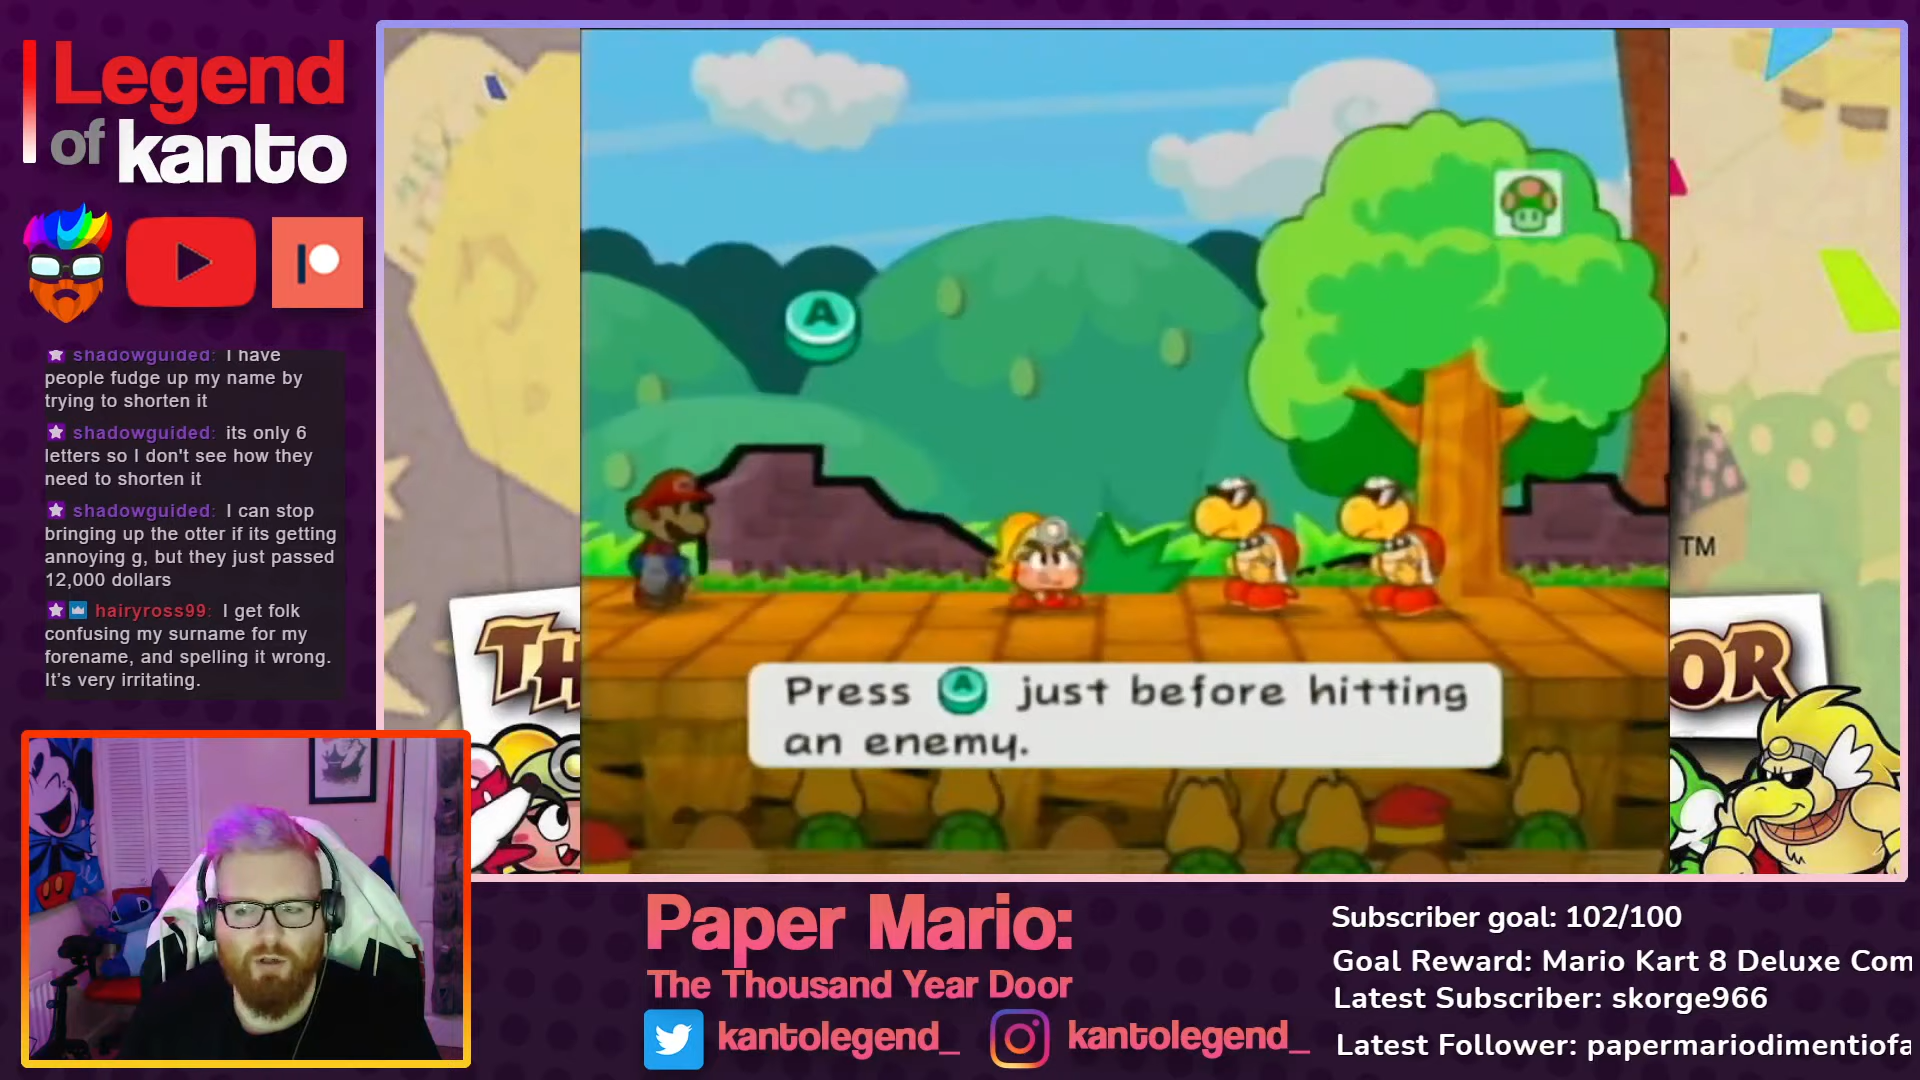 Legend
of kanto
shadowguided: I have
people fudge up my name by
trying to shorten it
shadowguided: its only 6
letters so I don't see how they
need to shorten it
shadowguided: I can stop
bringing up the otter if its getting
annoying g, but they just passed
12,000 dollars
hairyross99: I get folk
confusing my surname for my
forename, and spelling it wrong.
It's very irritating.
A
Press A just before hitting
an enemy.
TM
TH
OR
Paper Mario:
The Thousand Year Door
kantolegend_
kantolegend_
Subscriber goal: 102/100
Goal Reward: Mario Kart 8 Deluxe Com
Latest Subscriber: skorge966
Latest Follower: papermariodimentiofa